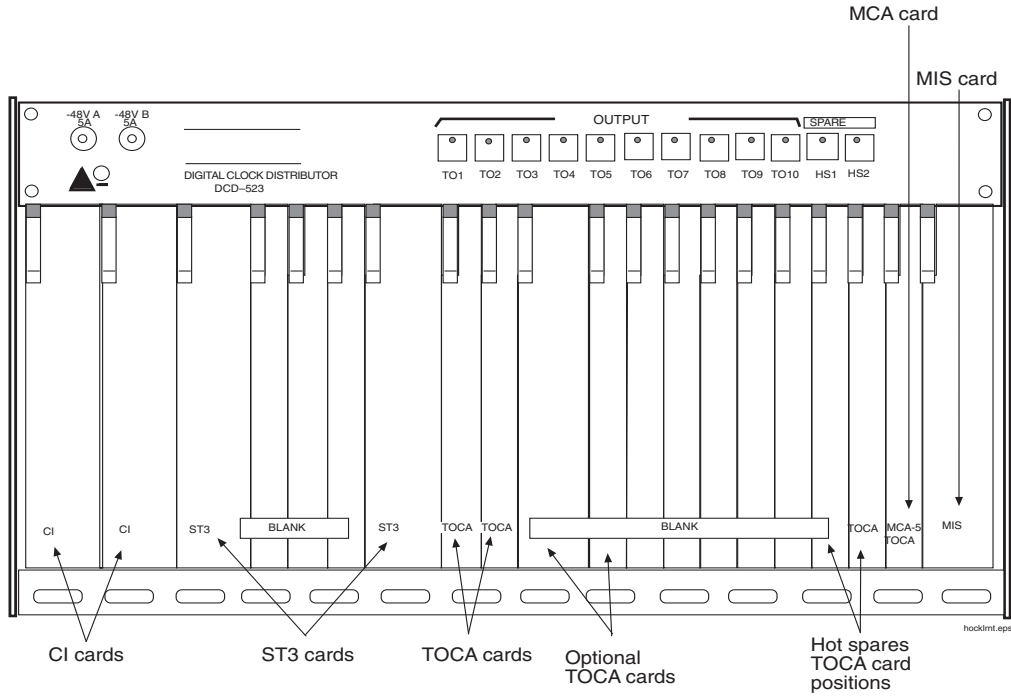 MCA card
MIS card
-48V A
5A
-48V B
5A
OUTPUT
SPARE
DIGITAL CLOCK DISTRIBUTOR
DCD–523
TO1 TO2 TO3 TO4 TO5 TO6 TO7 TO8 TO9 TO10 HS1 HS2
CI CI ST3 BLANK ST3 TOCA TOCA BLANK TOCA MCA-5 MIS
TOCA
hocklmt.eps
CI cards
ST3 cards
TOCA cards
Optional
TOCA cards
Hot spares
TOCA card
positions